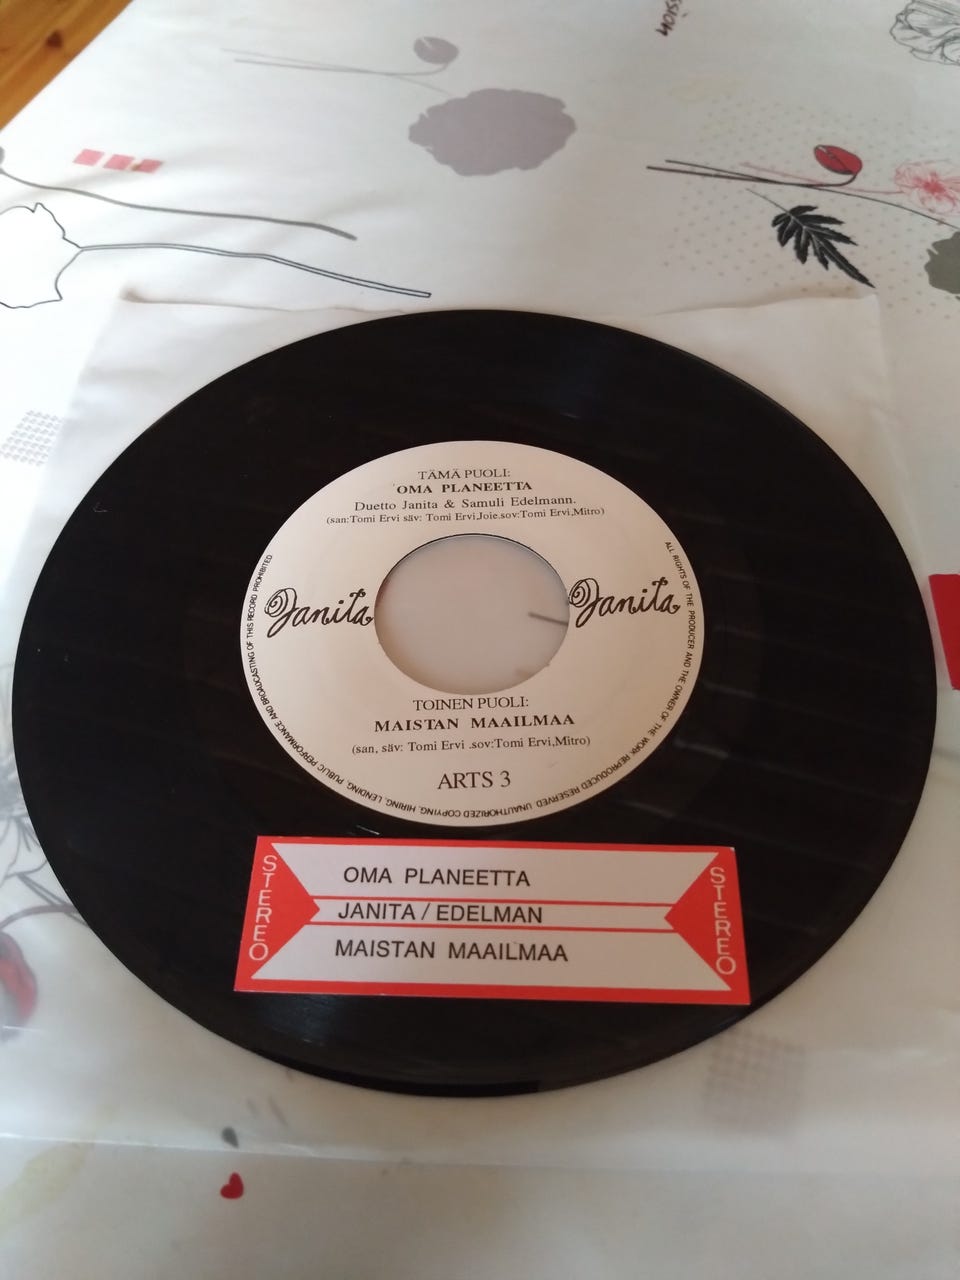 ssion
TÄMÄ PUOLI:
OMA PLANEETTA
Duetto Janita & Samuli Edelmann.
(san:Tomi Ervi säv: Tomi Ervi,Joie.sov:Tomi Ervi,Mitro)
Janita
Janita
TOINEN PUOLI:
MAISTAN MAAILMAA
(san, säv: Tomi Ervi .sov:Tomi Ervi,Mitro)
ARTS 3
ALL RIGHTS OF THE PRODUCER AND THE OWNER OF THE WORK REPRODUCED RESERVED. UNAUTHORIZED COPYING, HIRING, LENDING, PUBLIC PERFORMANCE AND BROADCASTING OF THIS RECORD PROHIBITED
STEREO
OMA PLANEETTA
JANITA / EDELMAN
MAISTAN MAAILMAA
STEREO